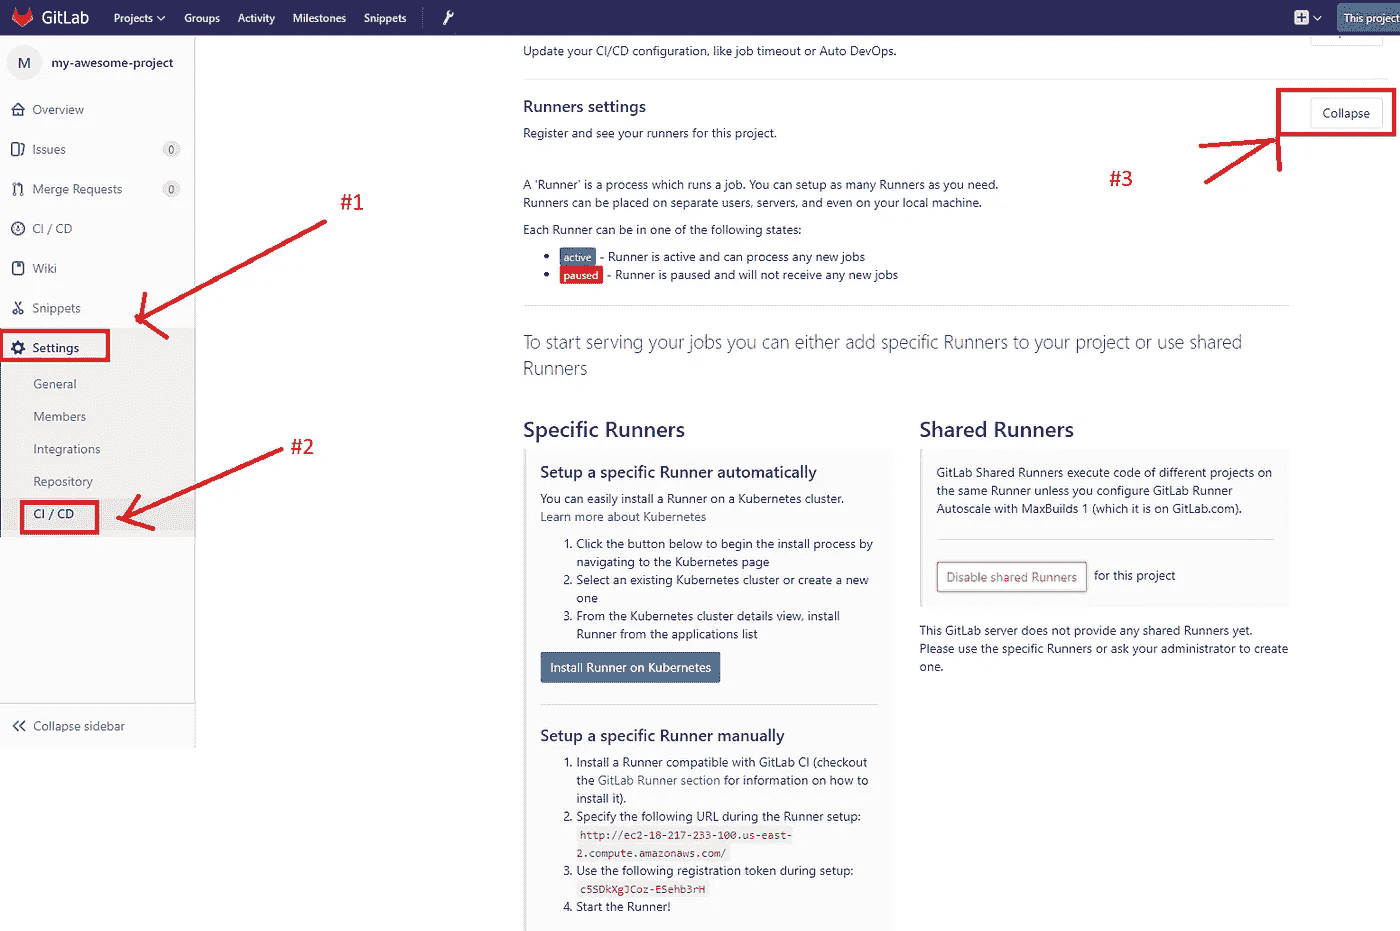 GitLab Projects Groups Activity Milestones Snippets This project
M my-awesome-project
Overview
Issues 0
Merge Requests 0
CI / CD
Wiki
Snippets
Settings
General
Members
Integrations
Repository
CI / CD
Collapse sidebar
#1
#2
#3
Update your CI/CD configuration, like job timeout or Auto DevOps.
Runners settings
Collapse
Register and see your runners for this project.
A 'Runner' is a process which runs a job. You can setup as many Runners as you need.
Runners can be placed on separate users, servers, and even on your local machine.
Each Runner can be in one of the following states:
active - Runner is active and can process any new jobs
paused - Runner is paused and will not receive any new jobs
To start serving your jobs you can either add specific Runners to your project or use shared
Runners
Specific Runners
Setup a specific Runner automatically
You can easily install a Runner on a Kubernetes cluster.
Learn more about Kubernetes
1. Click the button below to begin the install process by
navigating to the Kubernetes page
2. Select an existing Kubernetes cluster or create a new
one
3. From the Kubernetes cluster details view, install
Runner from the applications list
Install Runner on Kubernetes
Setup a specific Runner manually
1. Install a Runner compatible with GitLab CI (checkout
the GitLab Runner section for information on how to
install it).
2. Specify the following URL during the Runner setup:
http://ec2-18-217-233-100.us-east-
2.compute.amazonaws.com/
3. Use the following registration token during setup:
c5SDkXgJCoz-ESehb3rH
4. Start the Runner!
Shared Runners
GitLab Shared Runners execute code of different projects on
the same Runner unless you configure GitLab Runner
Autoscale with MaxBuilds 1 (which it is on GitLab.com).
Disable shared Runners for this project
This GitLab server does not provide any shared Runners yet.
Please use the specific Runners or ask your administrator to create
one.